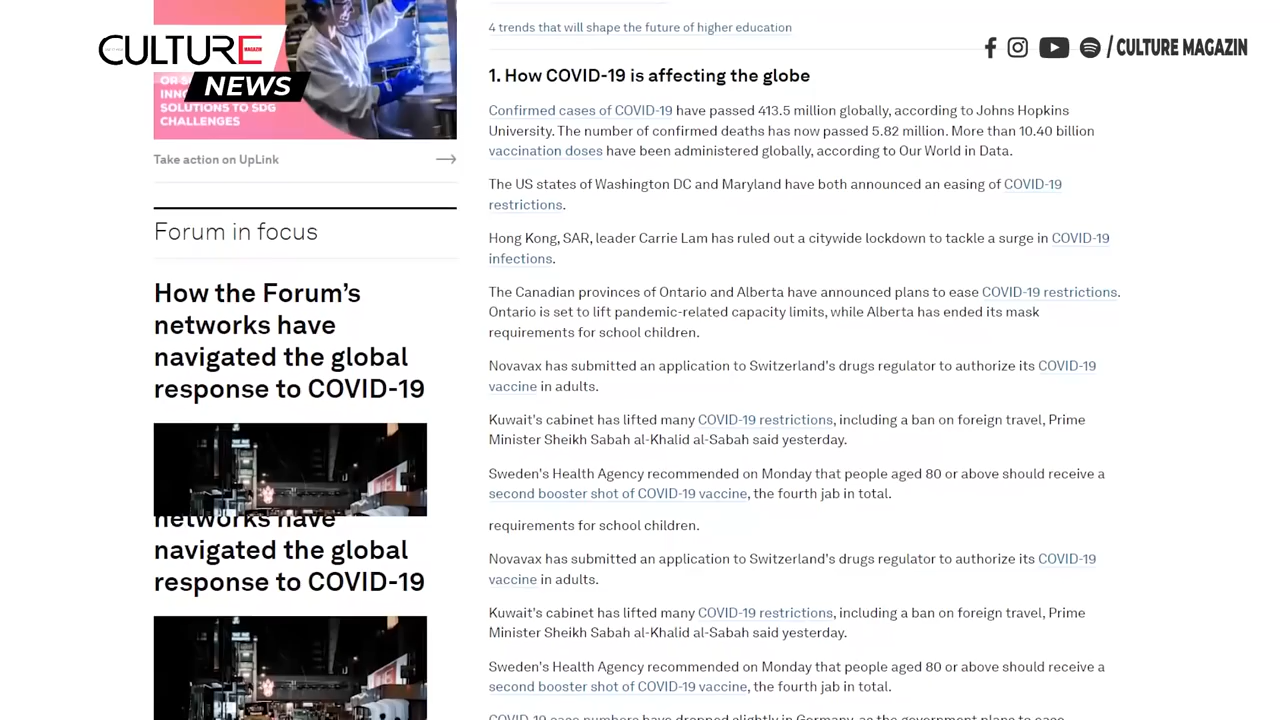 CULTURE
MAGAZIN
NEWS
/ CULTURE MAGAZIN
INNO
SOLUTIONS TO SDG
CHALLENGES
Take action on UpLink
Forum in focus
How the Forum’s
networks have
navigated the global
response to COVID-19
networks have
navigated the global
response to COVID-19
4 trends that will shape the future of higher education
1. How COVID-19 is affecting the globe
Confirmed cases of COVID-19 have passed 413.5 million globally, according to Johns Hopkins
University. The number of confirmed deaths has now passed 5.82 million. More than 10.40 billion
vaccination doses have been administered globally, according to Our World in Data.
The US states of Washington DC and Maryland have both announced an easing of COVID-19
restrictions.
Hong Kong, SAR, leader Carrie Lam has ruled out a citywide lockdown to tackle a surge in COVID-19
infections.
The Canadian provinces of Ontario and Alberta have announced plans to ease COVID-19 restrictions.
Ontario is set to lift pandemic-related capacity limits, while Alberta has ended its mask
requirements for school children.
Novavax has submitted an application to Switzerland's drugs regulator to authorize its COVID-19
vaccine in adults.
Kuwait's cabinet has lifted many COVID-19 restrictions, including a ban on foreign travel, Prime
Minister Sheikh Sabah al-Khalid al-Sabah said yesterday.
Sweden's Health Agency recommended on Monday that people aged 80 or above should receive a
second booster shot of COVID-19 vaccine, the fourth jab in total.
requirements for school children.
Novavax has submitted an application to Switzerland's drugs regulator to authorize its COVID-19
vaccine in adults.
Kuwait's cabinet has lifted many COVID-19 restrictions, including a ban on foreign travel, Prime
Minister Sheikh Sabah al-Khalid al-Sabah said yesterday.
Sweden's Health Agency recommended on Monday that people aged 80 or above should receive a
second booster shot of COVID-19 vaccine, the fourth jab in total.
COVID-19 case numbers have dropped slightly in Germany, as the government plans to ease